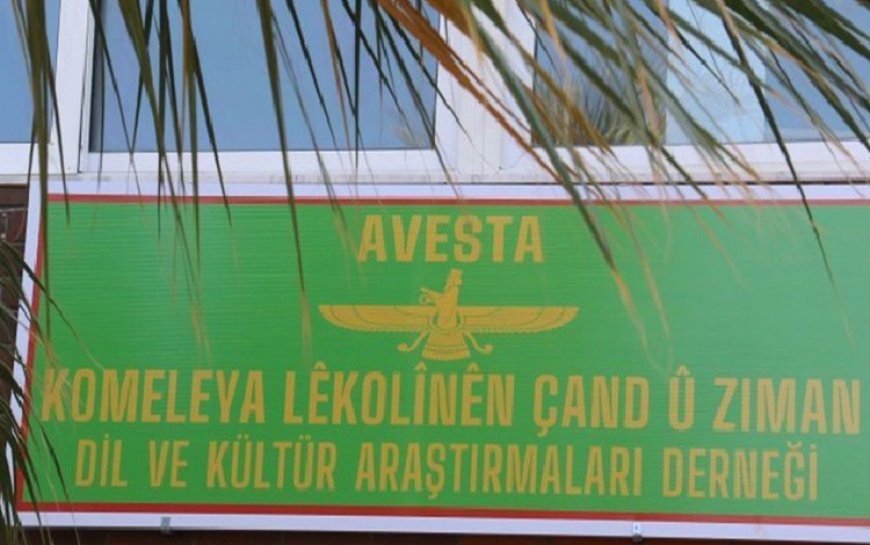 AVESTA
KOMELEYA LÊKOLÎNÊN ÇAND Û ZIMAN
DİL VE KÜLTÜR ARAŞTIRMALARI DERNEĞİ